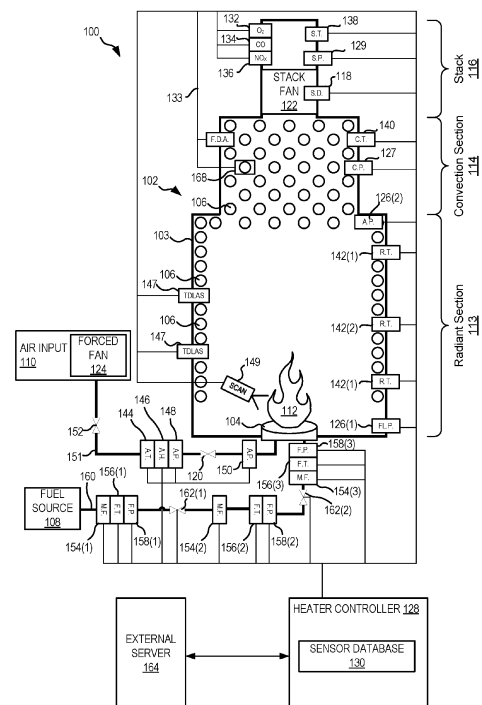 100
132
O₂
134
CO
NOx
136
133
138
S.T.
129
S.P.
STACK
FAN
122
118
S.D.
Stack
116
F.D.A.
140
C.T.
168
127
C.P.
Convection Section
114
102
106
126(2)
A.P.
103
106
142(1)
R.T.
147
TDLAS
106
142(2)
R.T.
147
TDLAS
149
SCAN
Radiant Section
113
142(1)
R.T.
112
104
126(1)
FL.P.
AIR INPUT
110
FORCED
FAN
124
152
151
144
146
148
A.T.
A.H.
A.P.
120
150
A.P.
156(3)
F.P.
F.T.
M.F.
158(3)
154(3)
162(2)
FUEL
SOURCE
108
160
156(1)
M.F.
F.T.
F.P.
154(1)
158(1)
162(1)
M.F.
154(2)
F.T.
F.P.
156(2)
158(2)
EXTERNAL
SERVER
164
HEATER CONTROLLER 128
SENSOR DATABASE
130